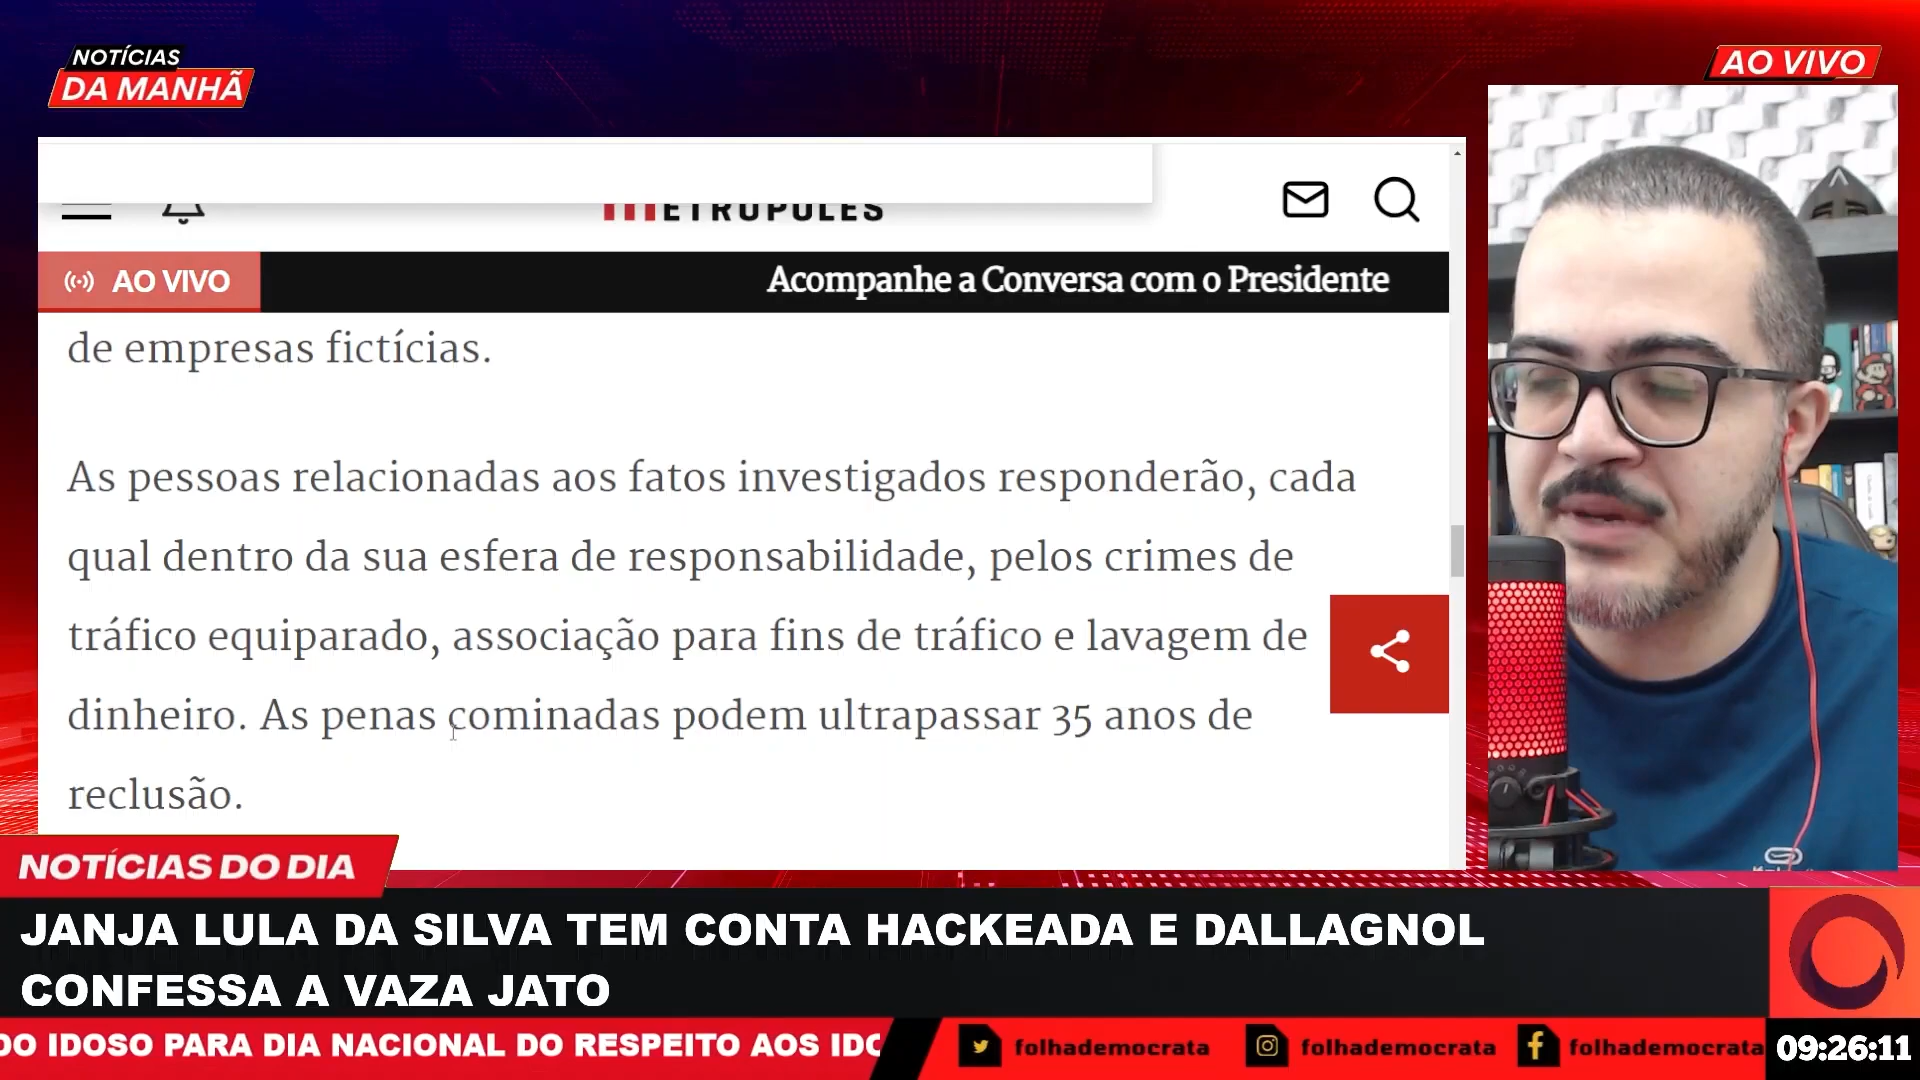 NOTÍCIAS
DA MANHÃ
AO VIVO
METRÓPOLES
AO VIVO
Acompanhe a Conversa com o Presidente
de empresas fictícias.
As pessoas relacionadas aos fatos investigados responderão, cada
qual dentro da sua esfera de responsabilidade, pelos crimes de
tráfico equiparado, associação para fins de tráfico e lavagem de
dinheiro. As penas cominadas podem ultrapassar 35 anos de
reclusão.
NOTÍCIAS DO DIA
JANJA LULA DA SILVA TEM CONTA HACKEADA E DALLAGNOL
CONFESSA A VAZA JATO
DO IDOSO PARA DIA NACIONAL DO RESPEITO AOS IDO
folhademocrata
folhademocrata
folhademocrata
09:26:11